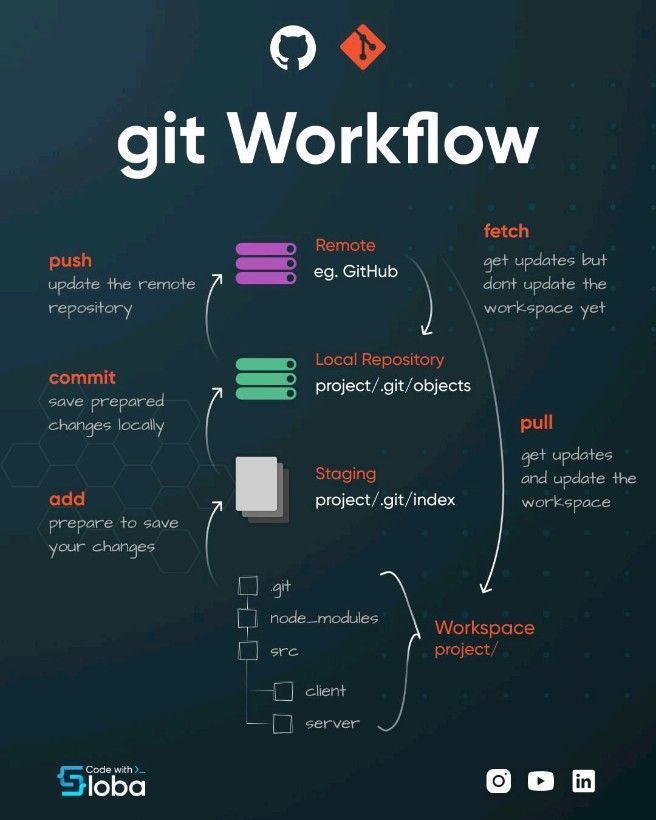 git Workflow
push
update the remote
repository
Remote
eg. GitHub
fetch
get updates but
dont update the
workspace yet
commit
save prepared
changes locally
Local Repository
project/.git/objects
pull
get updates
and update the
workspace
add
prepare to save
your changes
Staging
project/.git/index
.git
node_modules
src
client
server
Workspace
project/
Code with >_
Sloba
in